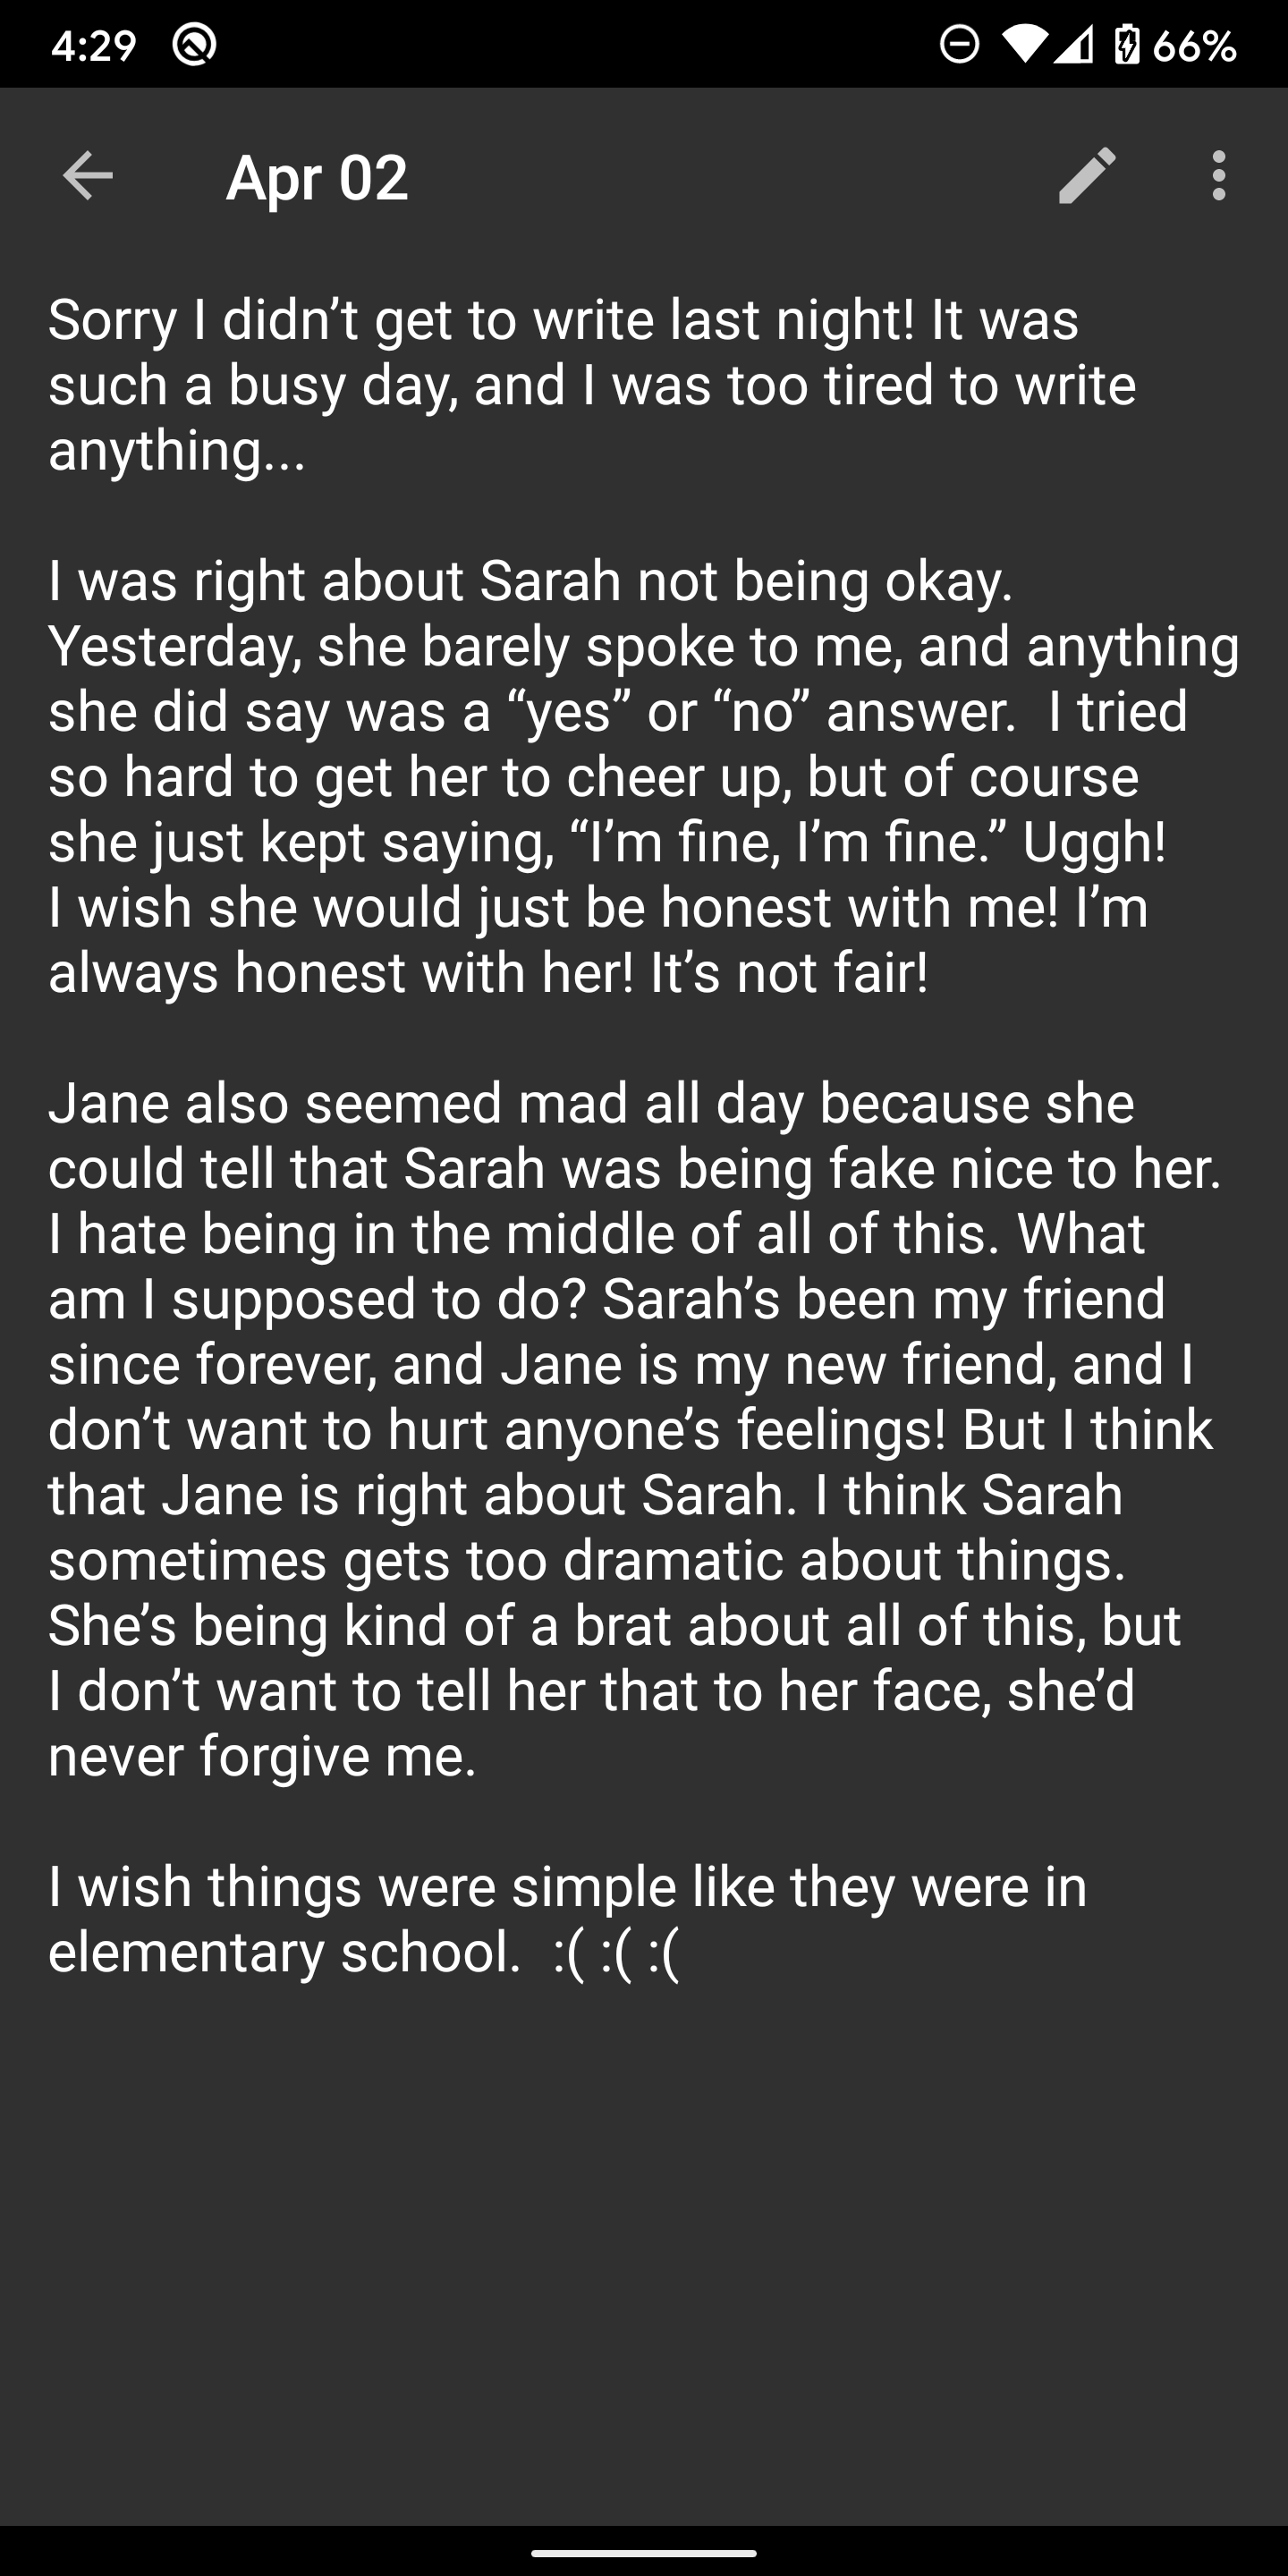 4:29 66%
Apr 02
Sorry I didn’t get to write last night! It was
such a busy day, and I was too tired to write
anything...
I was right about Sarah not being okay.
Yesterday, she barely spoke to me, and anything
she did say was a “yes” or “no” answer.  I tried
so hard to get her to cheer up, but of course
she just kept saying, “I’m fine, I’m fine.” Uggh!
I wish she would just be honest with me! I’m
always honest with her! It’s not fair!
Jane also seemed mad all day because she
could tell that Sarah was being fake nice to her.
I hate being in the middle of all of this. What
am I supposed to do? Sarah’s been my friend
since forever, and Jane is my new friend, and I
don’t want to hurt anyone’s feelings! But I think
that Jane is right about Sarah. I think Sarah
sometimes gets too dramatic about things.
She’s being kind of a brat about all of this, but
I don’t want to tell her that to her face, she’d
never forgive me.
I wish things were simple like they were in
elementary school.  :( :( :(